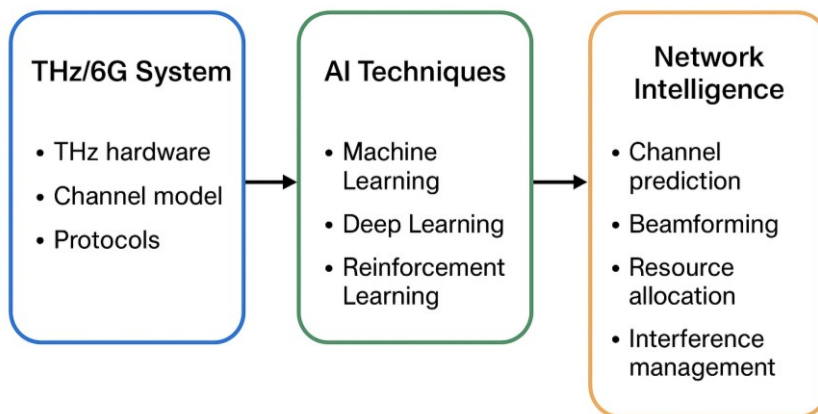 THz/6G System
• THz hardware
• Channel model
• Protocols
AI Techniques
• Machine
Learning
• Deep Learning
• Reinforcement
Learning
Network
Intelligence
• Channel
prediction
• Beamforming
• Resource
allocation
• Interference
management